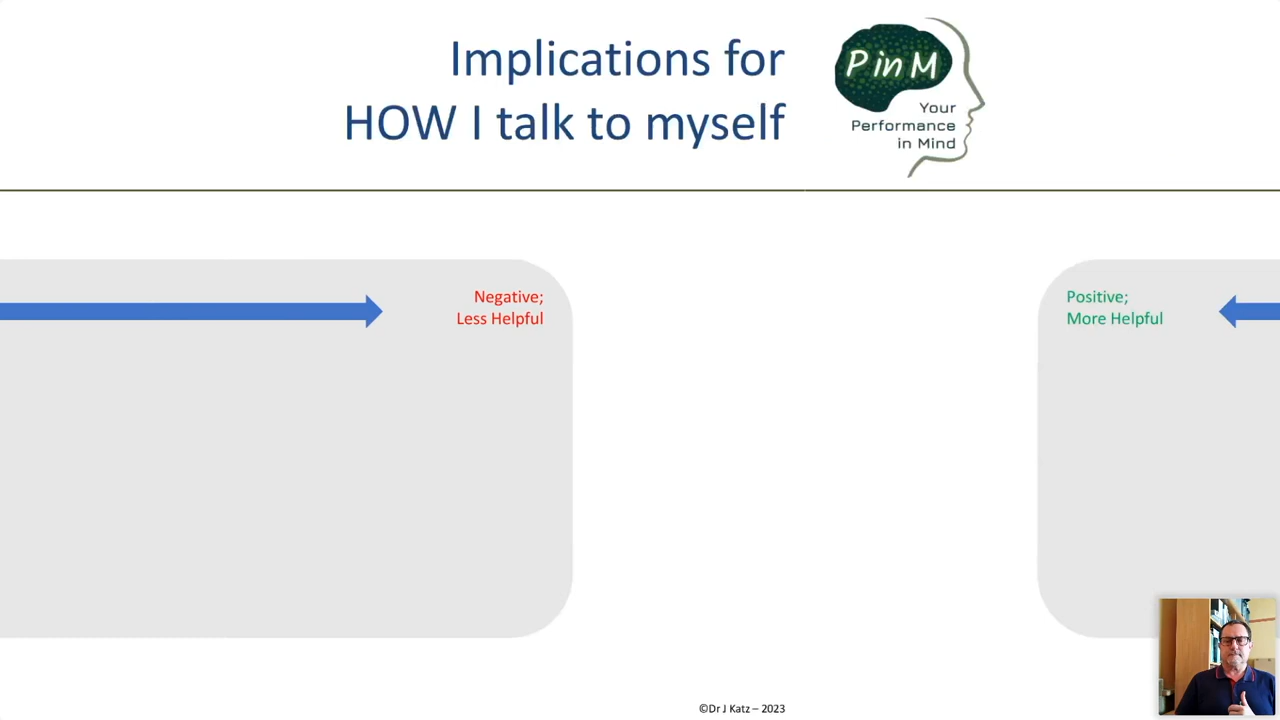 Implications for
HOW I talk to myself
P in M
Your
Performance
in Mind
Negative;
Less Helpful
Positive;
More Helpful
©Dr J Katz – 2023